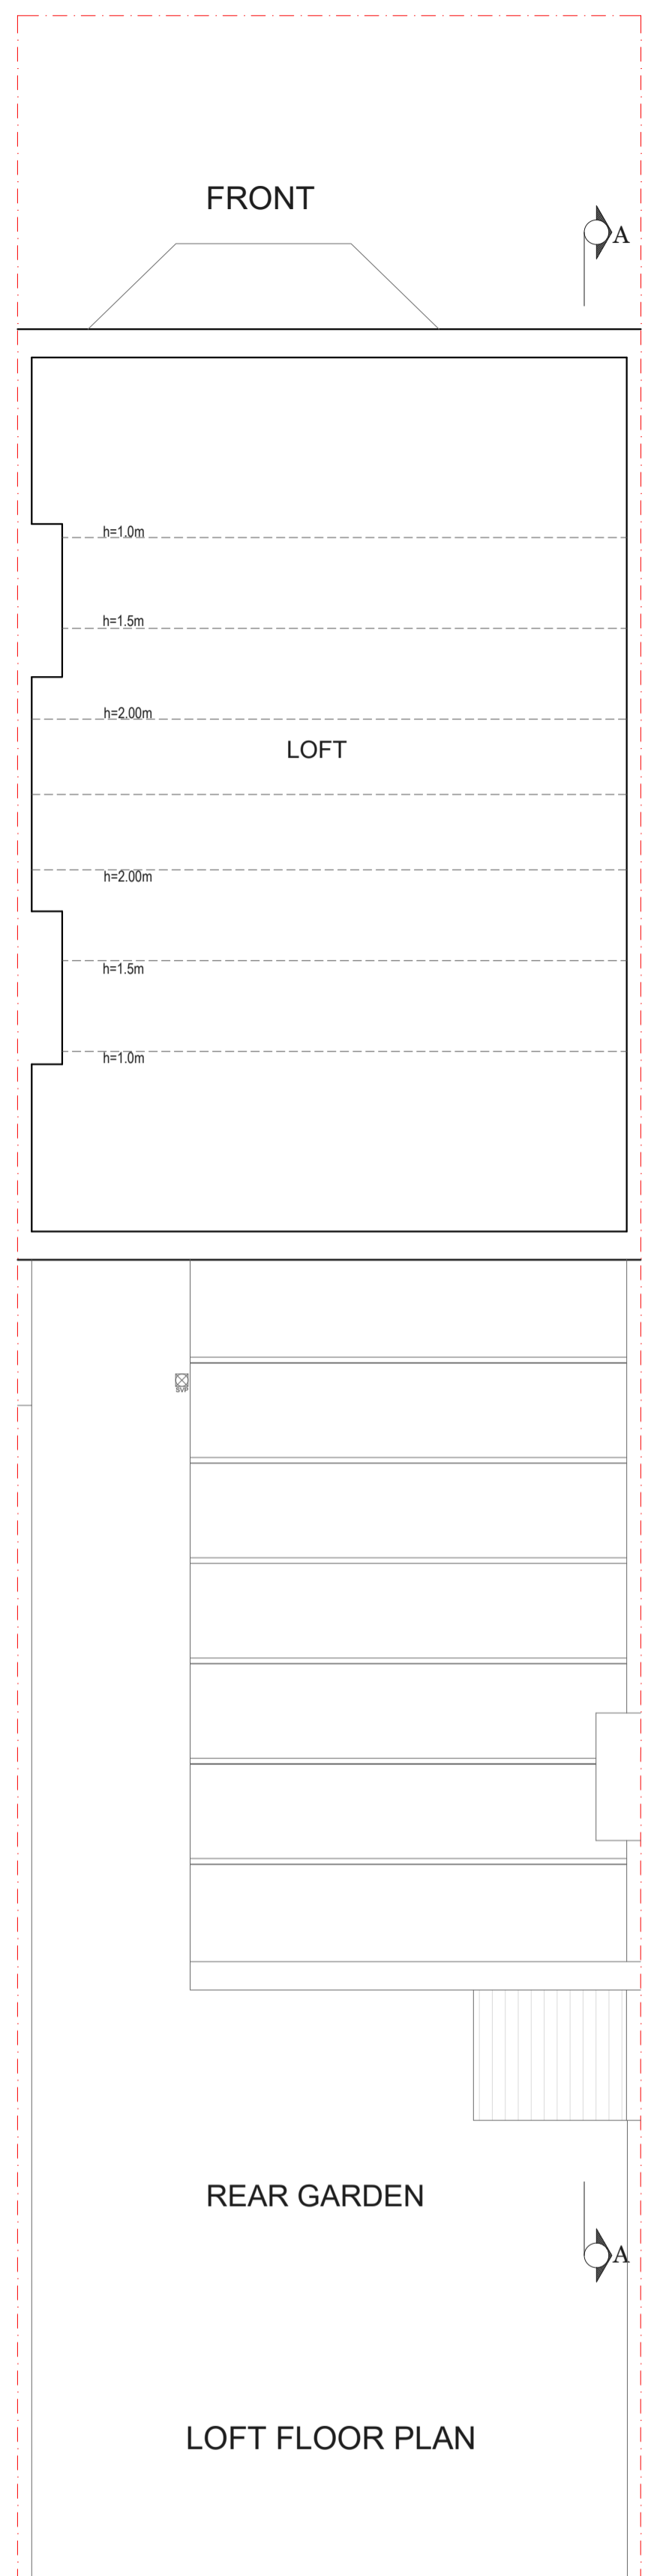 FRONT
A
h=1.0m
h=1.5m
h=2.00m
LOFT
h=2.00m
h=1.5m
h=1.0m
SVP
REAR GARDEN
A
LOFT FLOOR PLAN